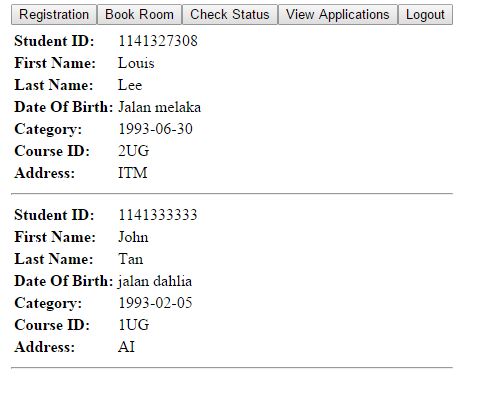 Registration Book Room Check Status View Applications Logout
Student ID: 1141327308
First Name: Louis
Last Name: Lee
Date Of Birth: Jalan melaka
Category: 1993-06-30
Course ID: 2UG
Address: ITM
Student ID: 1141333333
First Name: John
Last Name: Tan
Date Of Birth: jalan dahlia
Category: 1993-02-05
Course ID: 1UG
Address: AI